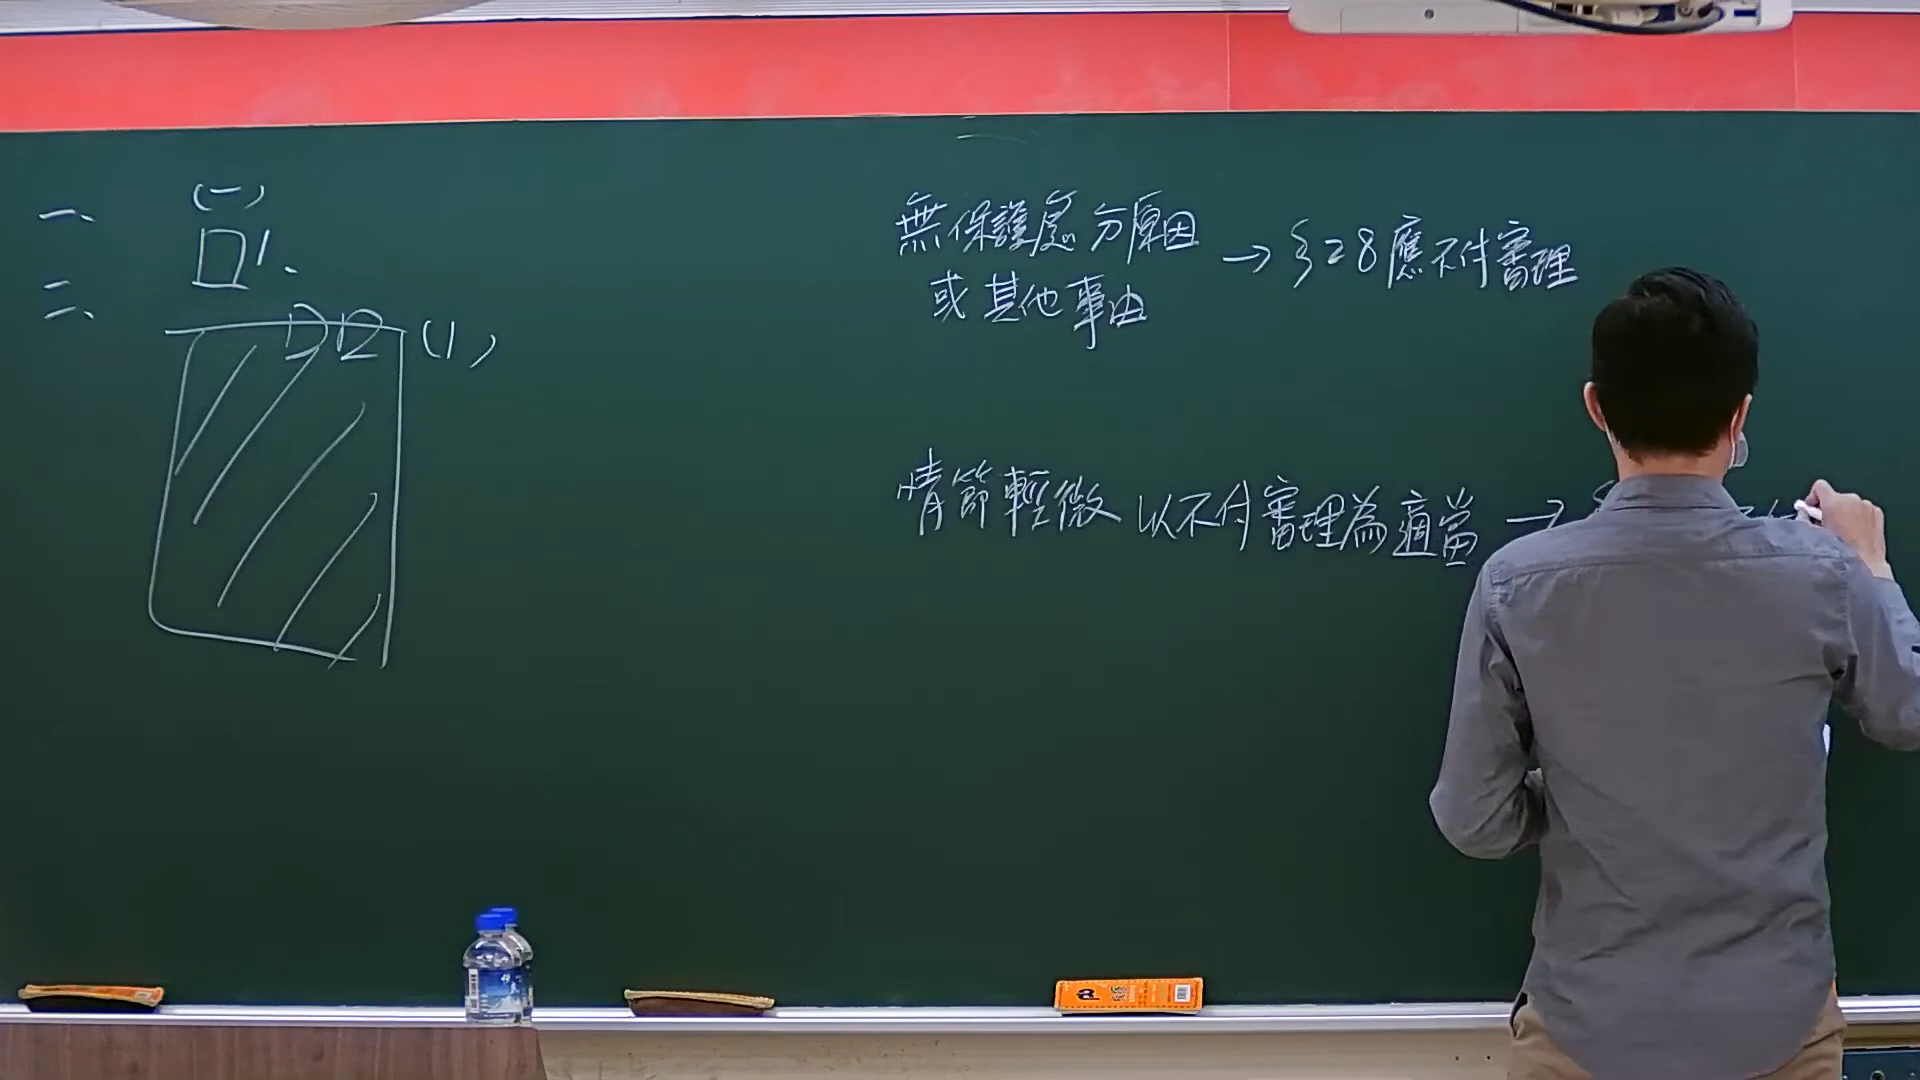 一、
(一)
1.
二、
(1)
無保護處分原因
或其他事由
→ §28應不付審理
情節輕微 以不付審理為適當 →